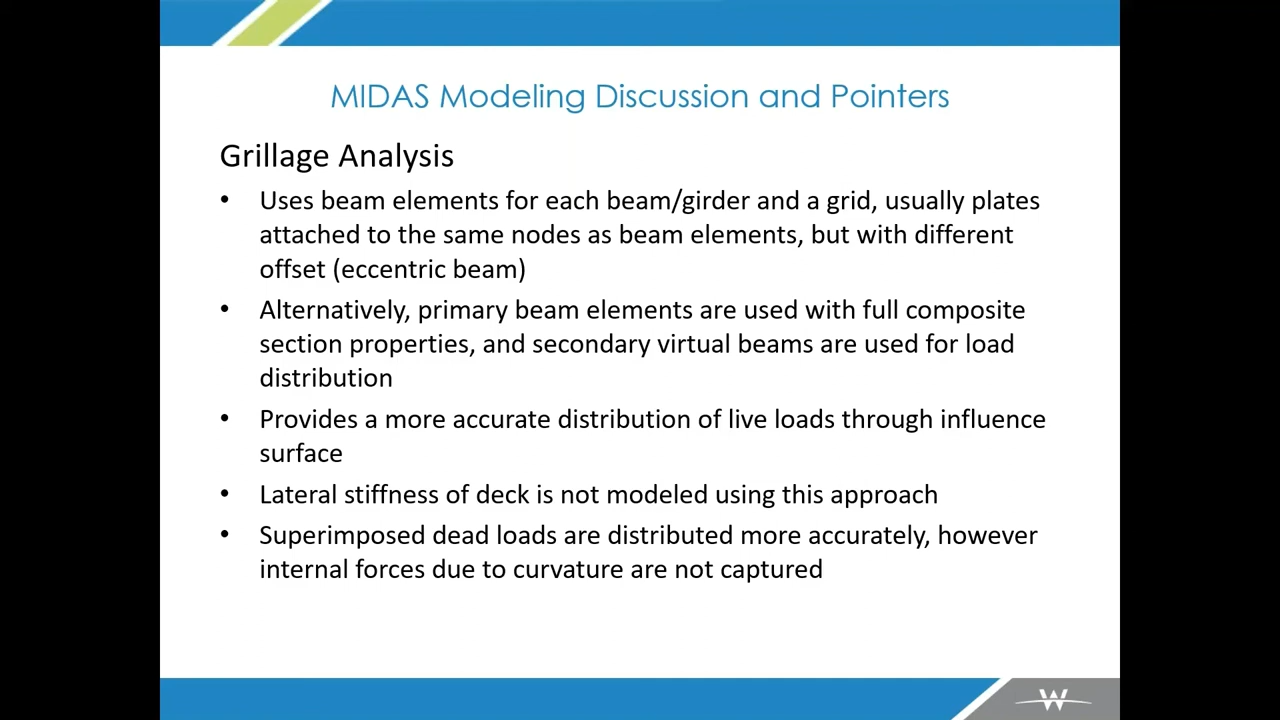 MIDAS Modeling Discussion and Pointers
Grillage Analysis
• Uses beam elements for each beam/girder and a grid, usually plates
attached to the same nodes as beam elements, but with different
offset (eccentric beam)
• Alternatively, primary beam elements are used with full composite
section properties, and secondary virtual beams are used for load
distribution
• Provides a more accurate distribution of live loads through influence
surface
• Lateral stiffness of deck is not modeled using this approach
• Superimposed dead loads are distributed more accurately, however
internal forces due to curvature are not captured
W